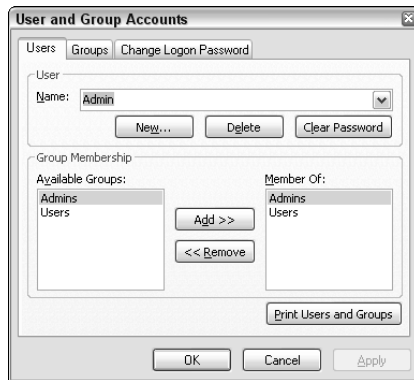 User and Group Accounts
Users Groups Change Logon Password
User
Name: Admin
New... Delete Clear Password
Group Membership
Available Groups: Member Of:
Admins Admins
Users Users
Add >>
<< Remove
Print Users and Groups
OK Cancel Apply